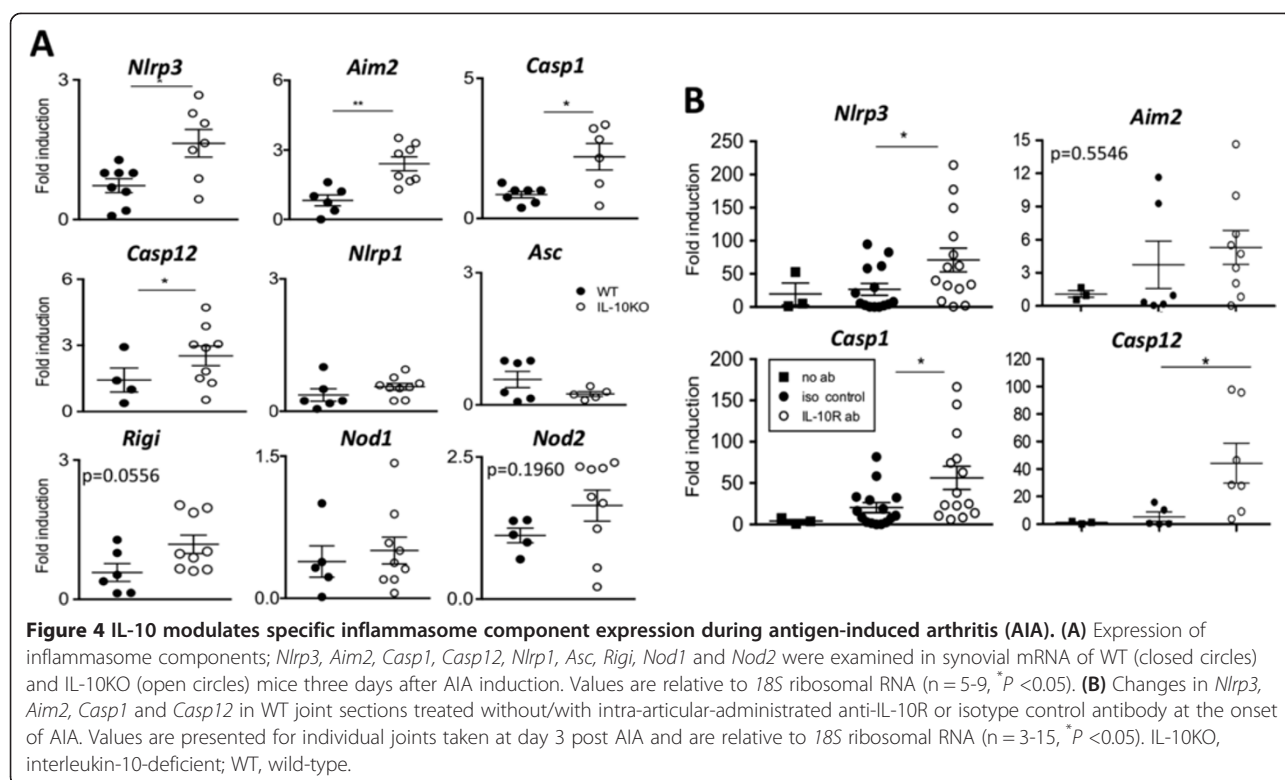 A
Nlrp3
Aim2
Casp1
Fold induction
3
0
*
6
3
0
**
5
0
*
Casp12
Nlrp1
Asc
Fold induction
6
3
0
*
3
0
3
0
WT
IL-10KO
Rigi
Nod1
Nod2
Fold induction
3
0
p=0.0556
1.5
0.0
2.5
0.0
p=0.1960
B
Nlrp3
Aim2
Fold induction
250
200
150
100
50
0
*
15
12
9
6
3
0
p=0.5546
Casp1
Casp12
Fold induction
200
150
100
50
0
no ab
iso control
IL-10R ab
*
120
100
80
60
40
20
0
*
Figure 4 IL-10 modulates specific inflammasome component expression during antigen-induced arthritis (AIA). (A) Expression of
inflammasome components; Nlrp3, Aim2, Casp1, Casp12, Nlrp1, Asc, Rigi, Nod1 and Nod2 were examined in synovial mRNA of WT (closed circles)
and IL-10KO (open circles) mice three days after AIA induction. Values are relative to 18S ribosomal RNA (n = 5-9, *P <0.05). (B) Changes in Nlrp3,
Aim2, Casp1 and Casp12 in WT joint sections treated without/with intra-articular-administrated anti-IL-10R or isotype control antibody at the onset
of AIA. Values are presented for individual joints taken at day 3 post AIA and are relative to 18S ribosomal RNA (n = 3-15, *P <0.05). IL-10KO,
interleukin-10-deficient; WT, wild-type.